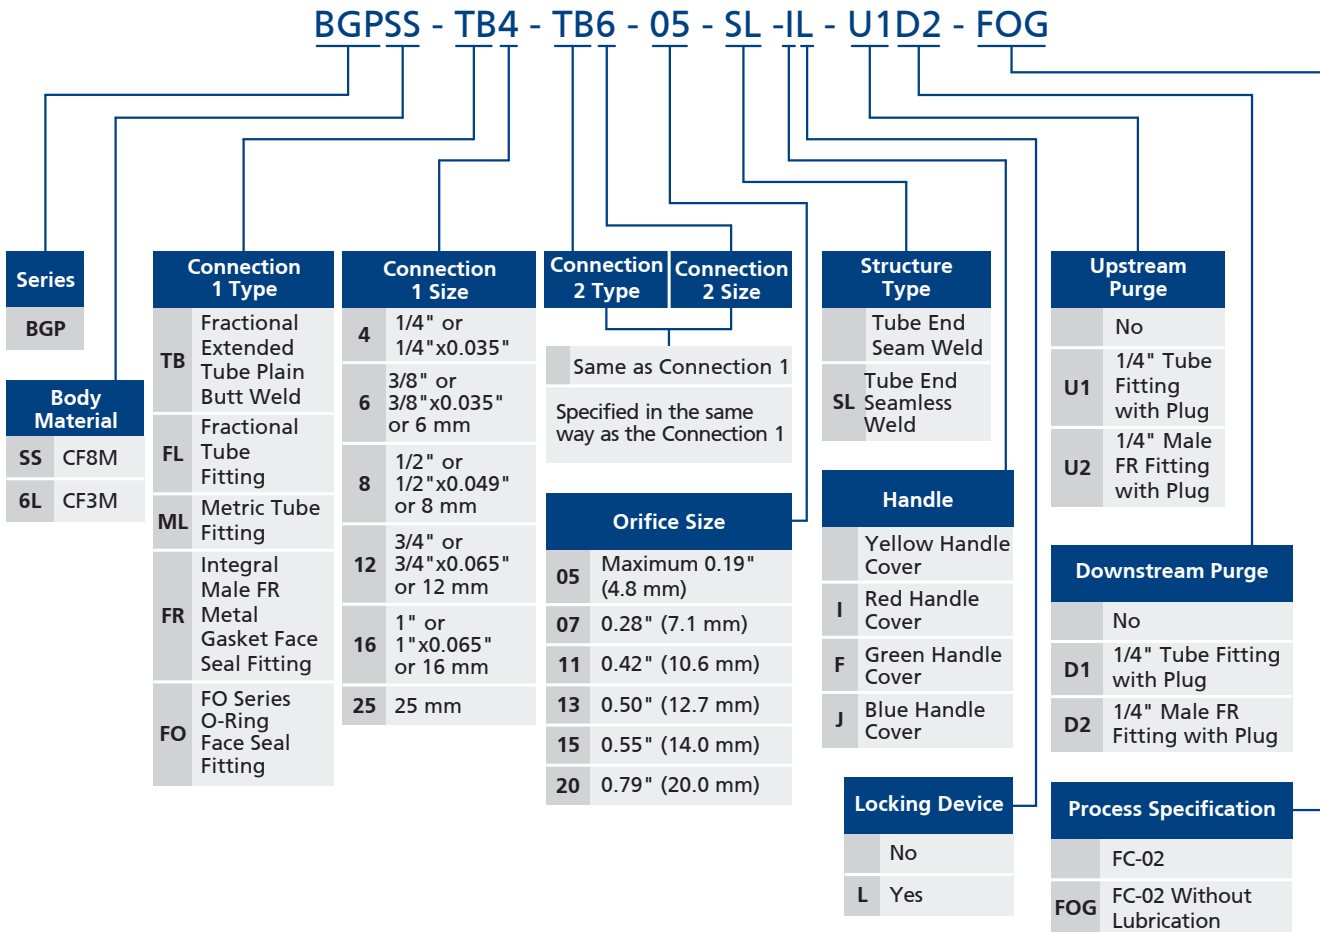 BGPSS - TB4 - TB6 - 05 - SL -IL - U1D2 - FOG
Series
BGP
Body
Material
SS CF8M
6L CF3M
Connection
1 Type
TB
Fractional
Extended
Tube Plain
Butt Weld
FL
Fractional
Tube
Fitting
ML
Metric Tube
Fitting
FR
Integral
Male FR
Metal
Gasket Face
Seal Fitting
FO
FO Series
O-Ring
Face Seal
Fitting
Connection
1 Size
4
1/4" or
1/4"x0.035"
6
3/8" or
3/8"x0.035"
or 6 mm
8
1/2" or
1/2"x0.049"
or 8 mm
12
3/4" or
3/4"x0.065"
or 12 mm
16
1" or
1"x0.065"
or 16 mm
25 25 mm
Connection
2 Type
Connection
2 Size
Same as Connection 1
Specified in the same
way as the Connection 1
Orifice Size
05
Maximum 0.19"
(4.8 mm)
07 0.28" (7.1 mm)
11 0.42" (10.6 mm)
13 0.50" (12.7 mm)
15 0.55" (14.0 mm)
20 0.79" (20.0 mm)
Structure
Type
Tube End
Seam Weld
SL
Tube End
Seamless
Weld
Handle
Yellow Handle
Cover
I
Red Handle
Cover
F
Green Handle
Cover
J
Blue Handle
Cover
Locking Device
No
L Yes
Upstream
Purge
No
U1
1/4" Tube
Fitting
with Plug
U2
1/4" Male
FR Fitting
with Plug
Downstream Purge
No
D1
1/4" Tube Fitting
with Plug
D2
1/4" Male FR
Fitting with Plug
Process Specification
FC-02
FOG
FC-02 Without
Lubrication